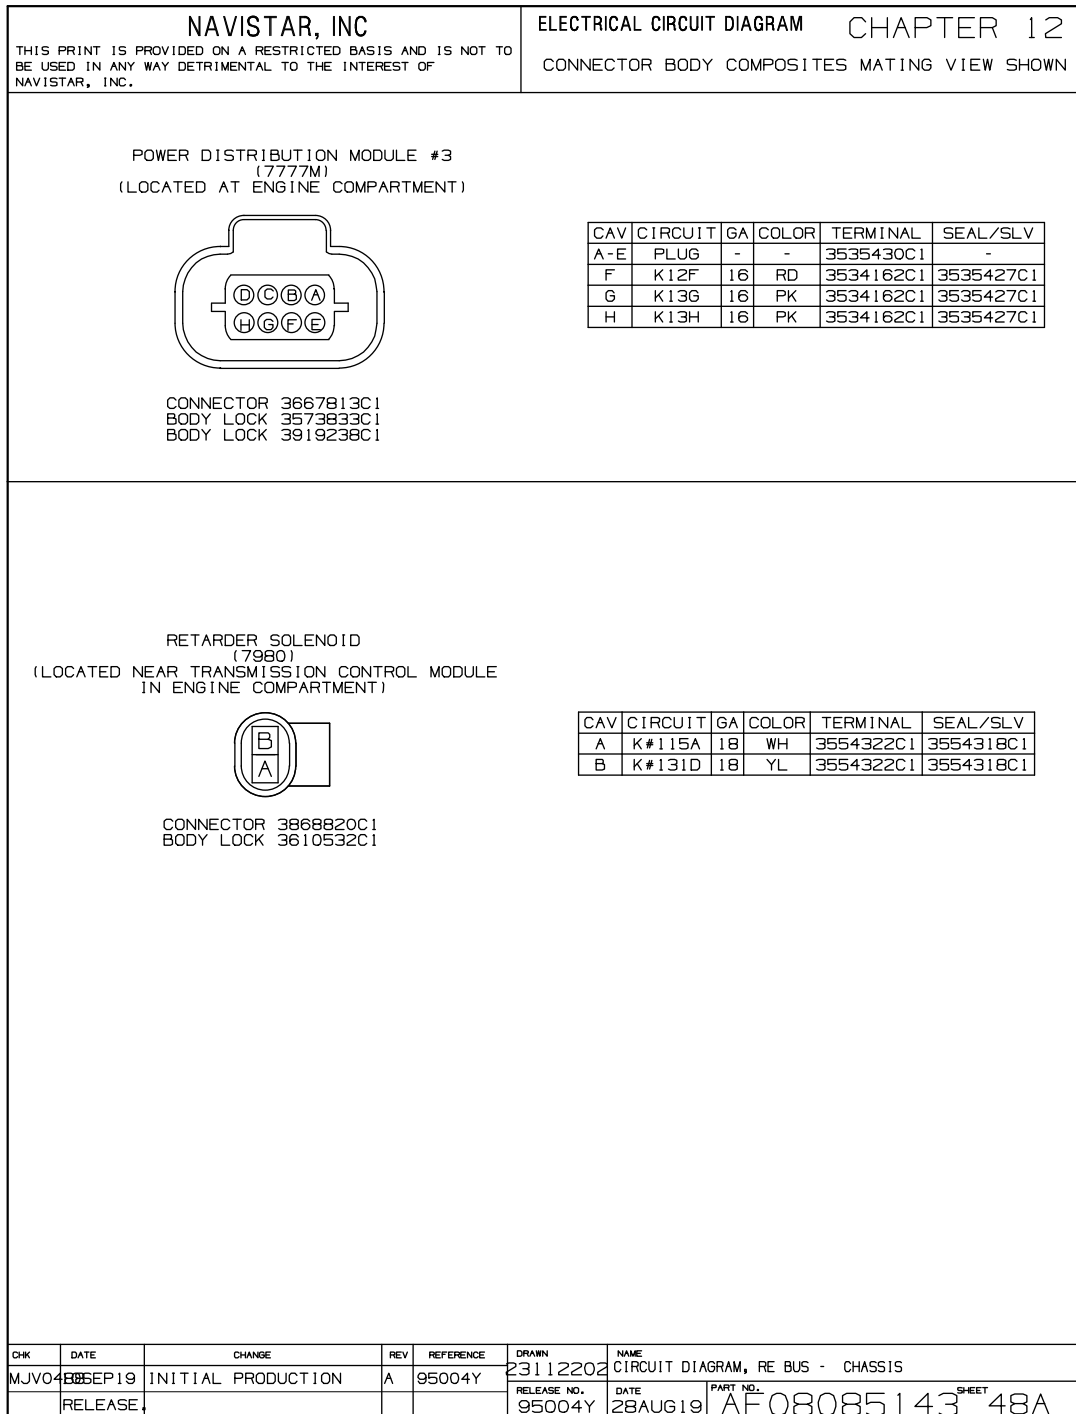 NAVISTAR, INC
THIS PRINT IS PROVIDED ON A RESTRICTED BASIS AND IS NOT TO
BE USED IN ANY WAY DETRIMENTAL TO THE INTEREST OF
NAVISTAR, INC.
ELECTRICAL CIRCUIT DIAGRAM CHAPTER 12
CONNECTOR BODY COMPOSITES MATING VIEW SHOWN
POWER DISTRIBUTION MODULE #3
(7777M)
(LOCATED AT ENGINE COMPARTMENT)
D C B A
H G F E
CONNECTOR 3667813C1
BODY LOCK 3573833C1
BODY LOCK 3919238C1
CAV CIRCUIT GA COLOR TERMINAL SEAL/SLV
A-E PLUG - - 3535430C1 -
F K12F 16 RD 3534162C1 3535427C1
G K13G 16 PK 3534162C1 3535427C1
H K13H 16 PK 3534162C1 3535427C1
RETARDER SOLENOID
(7980)
(LOCATED NEAR TRANSMISSION CONTROL MODULE
IN ENGINE COMPARTMENT)
B
A
CONNECTOR 3868820C1
BODY LOCK 3610532C1
CAV CIRCUIT GA COLOR TERMINAL SEAL/SLV
A K#115A 18 WH 3554322C1 3554318C1
B K#131D 18 YL 3554322C1 3554318C1
CHK DATE CHANGE REV REFERENCE
INITIAL PRODUCTION A 95004Y
RELEASE.
DRAWN
23112202
NAME
CIRCUIT DIAGRAM, RE BUS - CHASSIS
RELEASE NO.
95004Y
DATE
28AUG19
PART NO.
AF08085143
SHEET
48A